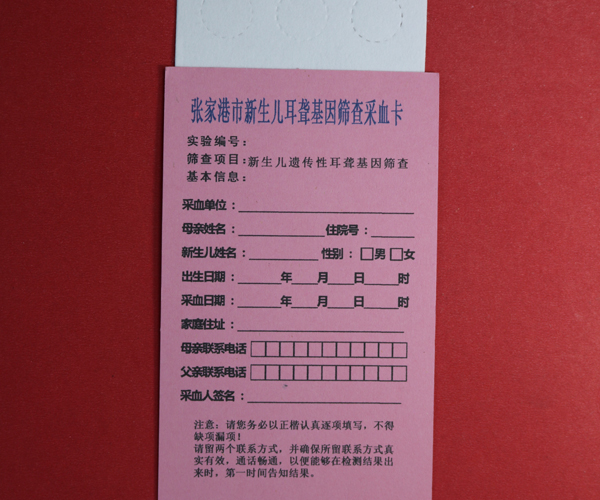 张家港市新生儿耳聋基因筛查采血卡
实验编号：
筛查项目：新生儿遗传性耳聋基因筛查
基本信息：
采血单位：
母亲姓名： 住院号：
新生儿姓名： 性别：□男 □女
出生日期： 年 月 日 时
采血日期： 年 月 日 时
家庭住址：
母亲联系电话
父亲联系电话
采血人签名：
注意：请您务必以正楷认真逐项填写，不得
缺项漏项！
请留两个联系方式，并确保所留联系方式真
实有效，通话畅通，以便能够在检测结果出
来时，第一时间告知结果。